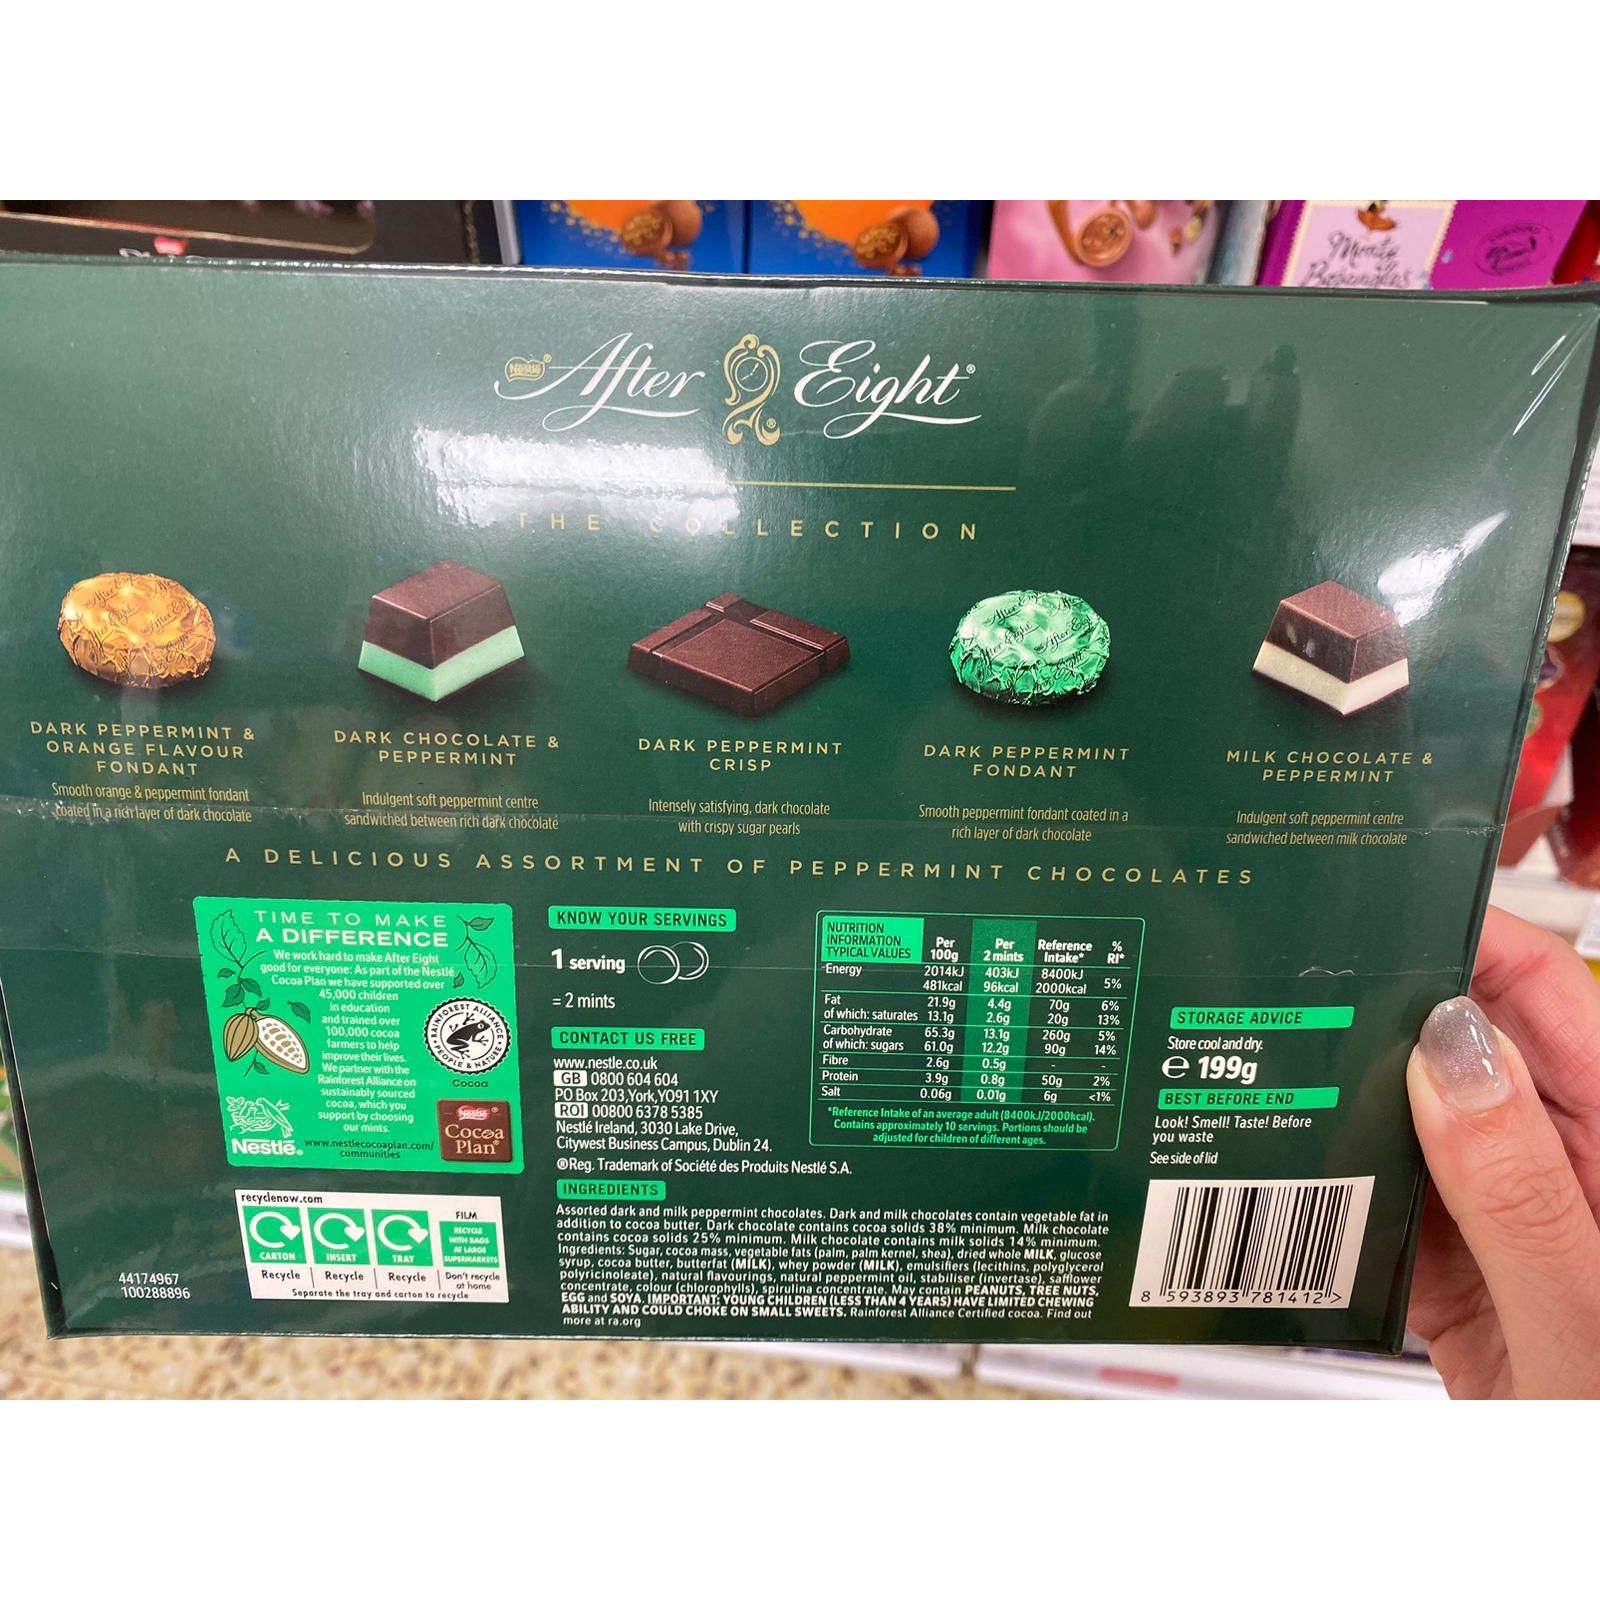 Monty
Bojangles
Nestlé® After Eight®
THE COLLECTION
DARK PEPPERMINT &
ORANGE FLAVOUR
FONDANT
Smooth orange & peppermint fondant
coated in a rich layer of dark chocolate
DARK CHOCOLATE &
PEPPERMINT
Indulgent soft peppermint centre
sandwiched between rich dark chocolate
DARK PEPPERMINT
CRISP
Intensely satisfying, dark chocolate
with crispy sugar pearls
DARK PEPPERMINT
FONDANT
Smooth peppermint fondant coated in a
rich layer of dark chocolate
MILK CHOCOLATE &
PEPPERMINT
Indulgent soft peppermint centre
sandwiched between milk chocolate
A DELICIOUS ASSORTMENT OF PEPPERMINT CHOCOLATES
TIME TO MAKE
A DIFFERENCE
We work hard to make After Eight
good for everyone: As part of the Nestlé
Cocoa Plan we have supported over
45,000 children
in education
and trained over
100,000 cocoa
farmers to help
improve their lives.
We partner with the
Rainforest Alliance on
sustainably sourced
cocoa, which you
support by choosing
our mints.
www.nestlecocoaplan.com/
communities
Nestlé®
RAINFOREST ALLIANCE
PEOPLE & NATURE
Cocoa
Nestlé®
Cocoa
Plan®
recyclenow.com
CARTON
Recycle
INSERT
Recycle
TRAY
Recycle
FILM
RECYCLE
WITH BAGS
AT LARGE
SUPERMARKETS
Don't recycle
at home
Separate the tray and carton to recycle
44174967
100288896
KNOW YOUR SERVINGS
1 serving
= 2 mints
CONTACT US FREE
www.nestle.co.uk
GB 0800 604 604
PO Box 203, York, YO91 1XY
ROI 00800 6378 5385
Nestlé Ireland, 3030 Lake Drive,
Citywest Business Campus, Dublin 24.
®Reg. Trademark of Société des Produits Nestlé S.A.
NUTRITION
INFORMATION
TYPICAL VALUES
Per
100g
Per
2 mints
Reference
Intake*
%
RI*
Energy 2014kJ 403kJ 8400kJ
481kcal 96kcal 2000kcal 5%
Fat 21.9g 4.4g 70g 6%
of which: saturates 13.1g 2.6g 20g 13%
Carbohydrate 65.3g 13.1g 260g 5%
of which: sugars 61.0g 12.2g 90g 14%
Fibre 2.6g 0.5g - -
Protein 3.9g 0.8g 50g 2%
Salt 0.06g 0.01g 6g <1%
*Reference Intake of an average adult (8400kJ/2000kcal).
Contains approximately 10 servings. Portions should be
adjusted for children of different ages.
INGREDIENTS
Assorted dark and milk peppermint chocolates. Dark and milk chocolates contain vegetable fat in
addition to cocoa butter. Dark chocolate contains cocoa solids 38% minimum. Milk chocolate
contains cocoa solids 25% minimum. Milk chocolate contains milk solids 14% minimum.
Ingredients: Sugar, cocoa mass, vegetable fats (palm, palm kernel, shea), dried whole MILK, glucose
syrup, cocoa butter, butterfat (MILK), whey powder (MILK), emulsifiers (lecithins, polyglycerol
polyricinoleate), natural flavourings, natural peppermint oil, stabiliser (invertase), safflower
concentrate, colour (chlorophylls), spirulina concentrate. May contain PEANUTS, TREE NUTS,
EGG and SOYA. IMPORTANT: YOUNG CHILDREN (LESS THAN 4 YEARS) HAVE LIMITED CHEWING
ABILITY AND COULD CHOKE ON SMALL SWEETS. Rainforest Alliance Certified cocoa. Find out
more at ra.org
STORAGE ADVICE
Store cool and dry.
℮ 199g
BEST BEFORE END
Look! Smell! Taste! Before
you waste
See side of lid
8 593893 781412 >